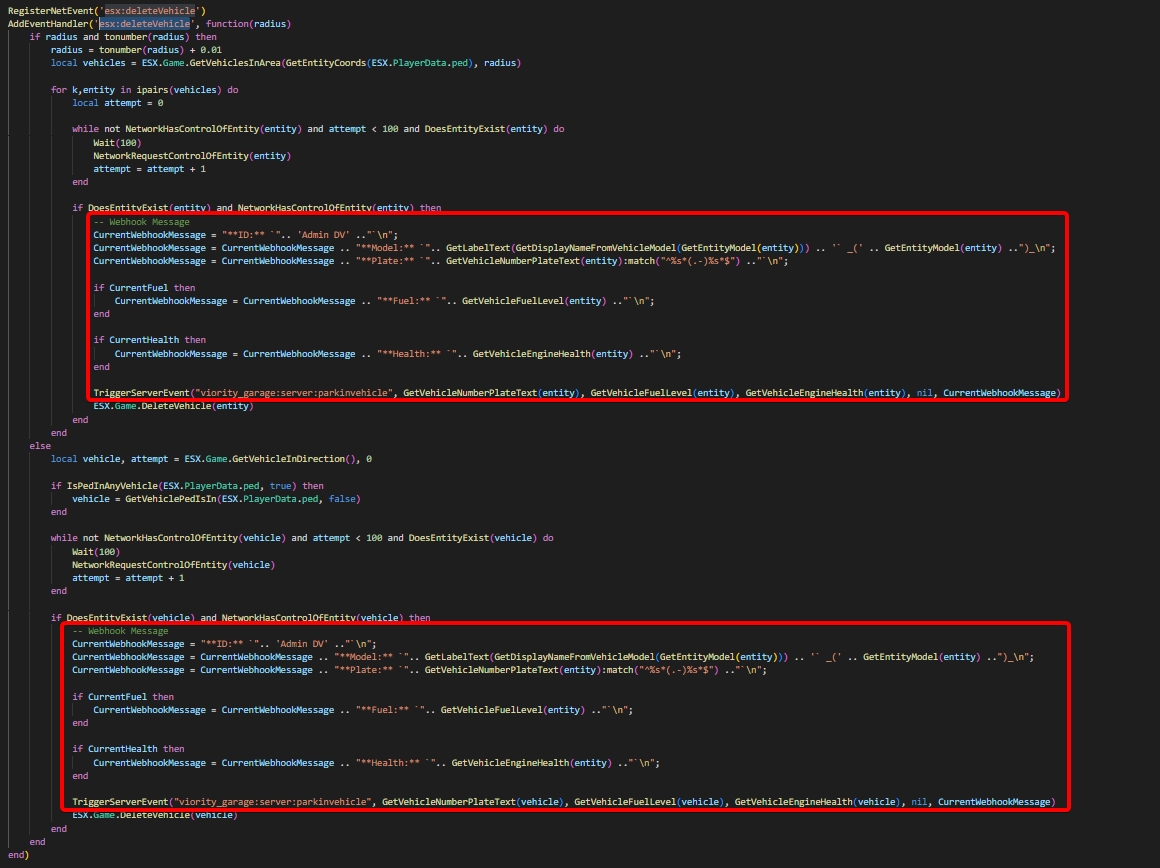 RegisterNetEvent('esx:deleteVehicle')
AddEventHandler('esx:deleteVehicle', function(radius)
if radius and tonumber(radius) then
radius = tonumber(radius) + 0.01
local vehicles = ESX.Game.GetVehiclesInArea(GetEntityCoords(ESX.PlayerData.ped), radius)
for k,entity in ipairs(vehicles) do
local attempt = 0
while not NetworkHasControlOfEntity(entity) and attempt < 100 and DoesEntityExist(entity) do
Wait(100)
NetworkRequestControlOfEntity(entity)
attempt = attempt + 1
end
if DoesEntityExist(entity) and NetworkHasControlOfEntity(entity) then
-- Webhook Message
CurrentWebhookMessage = "**ID:** `".. 'Admin DV' .."`\n";
CurrentWebhookMessage = CurrentWebhookMessage .. "**Model:** `".. GetLabelText(GetDisplayNameFromVehicleModel(GetEntityModel(entity))) .. '` _(' .. GetEntityModel(entity) ..")_\n";
CurrentWebhookMessage = CurrentWebhookMessage .. "**Plate:** `".. GetVehicleNumberPlateText(entity):match("^%s*(.-)%s*$") .."`\n";
if CurrentFuel then
CurrentWebhookMessage = CurrentWebhookMessage .. "**Fuel:** `".. GetVehicleFuelLevel(entity) .."`\n";
end
if CurrentHealth then
CurrentWebhookMessage = CurrentWebhookMessage .. "**Health:** `".. GetVehicleEngineHealth(entity) .."`\n";
end
TriggerServerEvent("viority_garage:server:parkinvehicle", GetVehicleNumberPlateText(entity), GetVehicleFuelLevel(entity), GetVehicleEngineHealth(entity), nil, CurrentWebhookMessage)
ESX.Game.DeleteVehicle(entity)
end
end
else
local vehicle, attempt = ESX.Game.GetVehicleInDirection(), 0
if IsPedInAnyVehicle(ESX.PlayerData.ped, true) then
vehicle = GetVehiclePedIsIn(ESX.PlayerData.ped, false)
end
while not NetworkHasControlOfEntity(vehicle) and attempt < 100 and DoesEntityExist(vehicle) do
Wait(100)
NetworkRequestControlOfEntity(vehicle)
attempt = attempt + 1
end
if DoesEntityExist(vehicle) and NetworkHasControlOfEntity(vehicle) then
-- Webhook Message
CurrentWebhookMessage = "**ID:** `".. 'Admin DV' .."`\n";
CurrentWebhookMessage = CurrentWebhookMessage .. "**Model:** `".. GetLabelText(GetDisplayNameFromVehicleModel(GetEntityModel(entity))) .. '` _(' .. GetEntityModel(entity) ..")_\n";
CurrentWebhookMessage = CurrentWebhookMessage .. "**Plate:** `".. GetVehicleNumberPlateText(entity):match("^%s*(.-)%s*$") .."`\n";
if CurrentFuel then
CurrentWebhookMessage = CurrentWebhookMessage .. "**Fuel:** `".. GetVehicleFuelLevel(entity) .."`\n";
end
if CurrentHealth then
CurrentWebhookMessage = CurrentWebhookMessage .. "**Health:** `".. GetVehicleEngineHealth(entity) .."`\n";
end
TriggerServerEvent("viority_garage:server:parkinvehicle", GetVehicleNumberPlateText(vehicle), GetVehicleFuelLevel(vehicle), GetVehicleEngineHealth(vehicle), nil, CurrentWebhookMessage)
ESX.Game.DeleteVehicle(vehicle)
end
end
end)